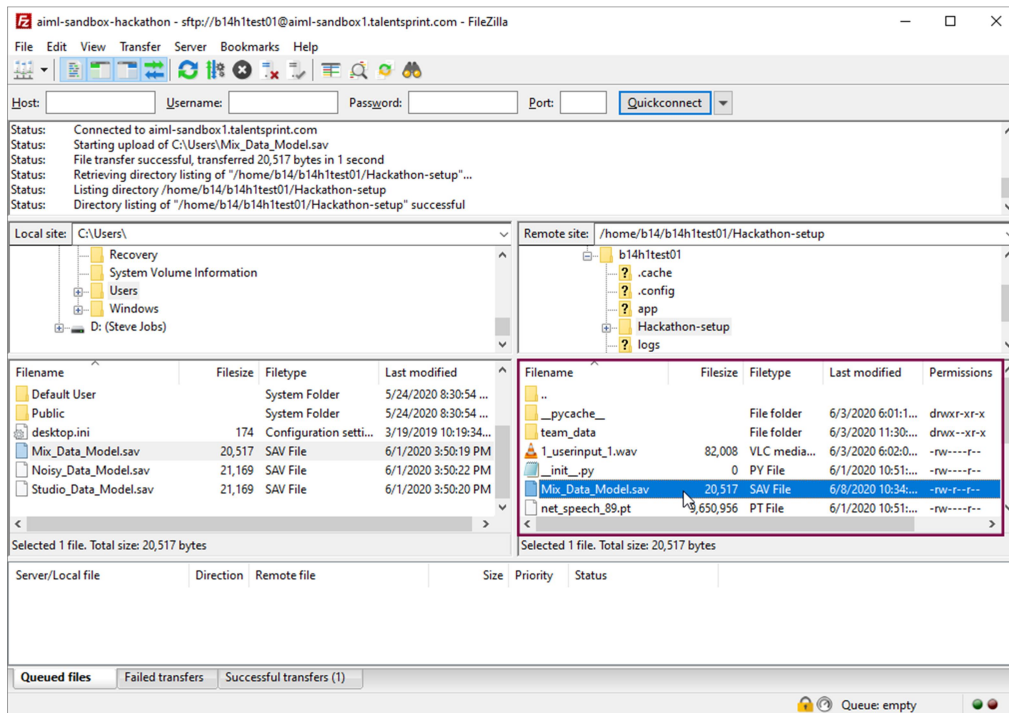 aiml-sandbox-hackathon - sftp://b14h1test01@aiml-sandbox1.talentsprint.com - FileZilla
File Edit View Transfer Server Bookmarks Help
Host: Username: Password: Port: Quickconnect
Status: Connected to aiml-sandbox1.talentsprint.com
Status: Starting upload of C:\Users\Mix_Data_Model.sav
Status: File transfer successful, transferred 20,517 bytes in 1 second
Status: Retrieving directory listing of "/home/b14/b14h1test01/Hackathon-setup"...
Status: Listing directory /home/b14/b14h1test01/Hackathon-setup
Status: Directory listing of "/home/b14/b14h1test01/Hackathon-setup" successful
Local site: C:\Users\
Recovery
System Volume Information
Users
Windows
D: (Steve Jobs)
Remote site: /home/b14/b14h1test01/Hackathon-setup
b14h1test01
? .cache
? .config
? app
Hackathon-setup
? logs
Filename Filesize Filetype Last modified
Default User System Folder 5/24/2020 8:30:54 ...
Public System Folder 5/24/2020 8:30:54 ...
desktop.ini 174 Configuration setti... 3/19/2019 10:19:34...
Mix_Data_Model.sav 20,517 SAV File 6/1/2020 3:50:19 PM
Noisy_Data_Model.sav 21,169 SAV File 6/1/2020 3:50:22 PM
Studio_Data_Model.sav 21,169 SAV File 6/1/2020 3:50:20 PM
Selected 1 file. Total size: 20,517 bytes
Filename Filesize Filetype Last modified Permissions
..
__pycache__ File folder 6/3/2020 6:01:1... drwxr-xr-x
team_data File folder 6/3/2020 11:30:... drwx--xr-x
1_userinput_1.wav 82,008 VLC media... 6/3/2020 6:02:0... -rw----r--
__init__.py 0 PY File 6/1/2020 10:51:... -rw----r--
Mix_Data_Model.sav 20,517 SAV File 6/8/2020 10:34:... -rw-r--r--
net_speech_89.pt 9,650,956 PT File 6/1/2020 10:51:... -rw----r--
Selected 1 file. Total size: 20,517 bytes
Server/Local file Direction Remote file Size Priority Status
Queued files Failed transfers Successful transfers (1)
Queue: empty